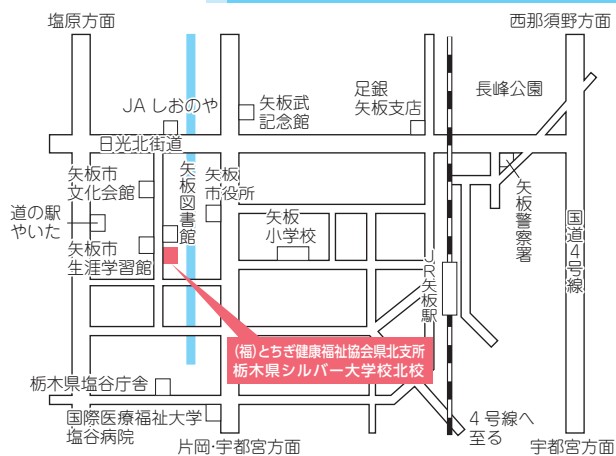 塩原方面
西那須野方面
JA しおのや
矢板武
記念館
足銀
矢板支店
長峰公園
日光北街道
矢板市
文化会館
矢板図書館
矢板
市役所
矢板警察署
道の駅
やいた
矢板
小学校
国道4号線
矢板市
生涯学習館
JR矢板駅
(福)とちぎ健康福祉協会県北支所
栃木県シルバー大学校北校
栃木県塩谷庁舎
国際医療福祉大学
塩谷病院
4号線へ
至る
片岡・宇都宮方面
宇都宮方面